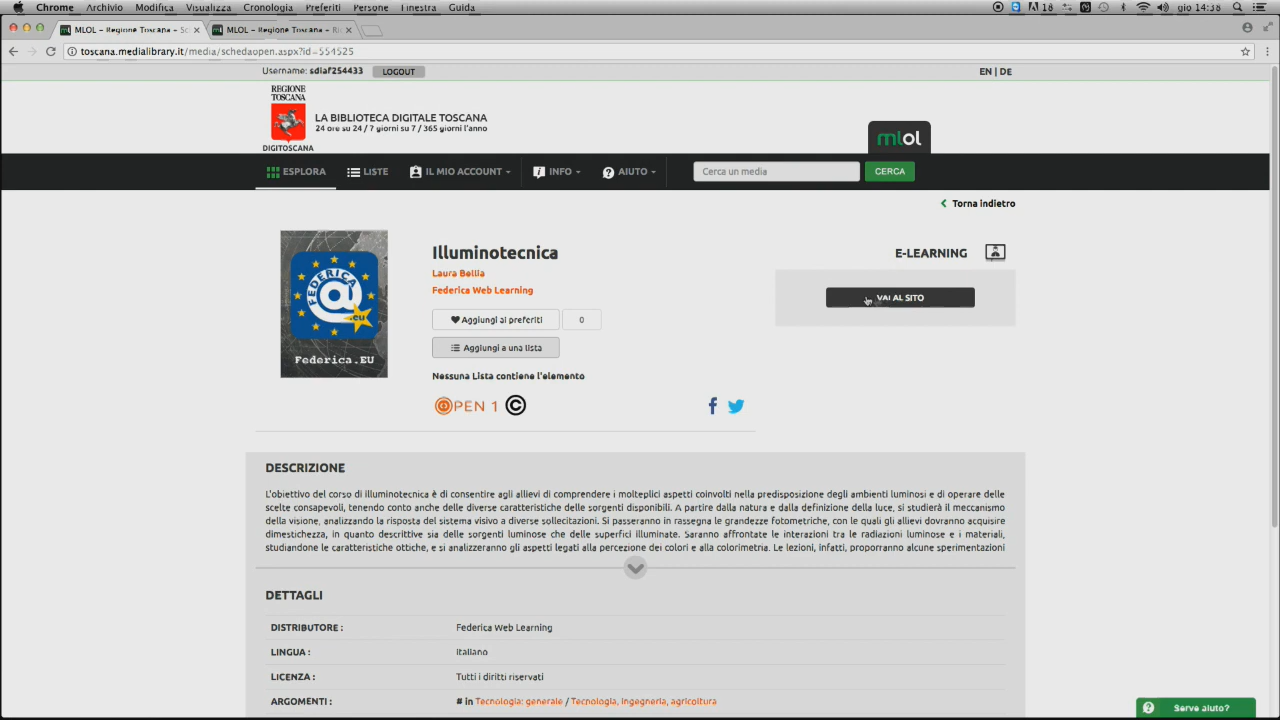 Chrome Archivio Modifica Visualizza Cronologia Preferiti Persone Finestra Guida 18 gio 14:38
MLOL - Regione Toscana - Sc × MLOL - Regione Toscana - Ri ×
toscana.medialibrary.it/media/schedaopen.aspx?id=554525
Username: sdiaf254433 LOGOUT EN | DE
REGIONE
TOSCANA
LA BIBLIOTECA DIGITALE TOSCANA
24 ore su 24 / 7 giorni su 7 / 365 giorni l'anno
DIGITOSCANA
mlol
ESPLORA LISTE IL MIO ACCOUNT INFO AIUTO Cerca un media CERCA
Torna indietro
Illuminotecnica
E-LEARNING
Laura Bellia
Federica Web Learning
VAI AL SITO
FEDERICA
.eu
Federica.EU
Aggiungi ai preferiti 0
Aggiungi a una lista
Nessuna Lista contiene l'elemento
OPEN 1 ©
DESCRIZIONE
L'obiettivo del corso di illuminotecnica è di consentire agli allievi di comprendere i molteplici aspetti coinvolti nella predisposizione degli ambienti luminosi e di operare delle
scelte consapevoli, tenendo conto anche delle diverse caratteristiche delle sorgenti disponibili. A partire dalla natura e dalla definizione della luce, si studierà il meccanismo
della visione, analizzando la risposta del sistema visivo a diverse sollecitazioni. Si passeranno in rassegna le grandezze fotometriche, con le quali gli allievi dovranno acquisire
dimestichezza, in quanto descrittive sia delle sorgenti luminose che delle superfici illuminate. Saranno affrontate le interazioni tra le radiazioni luminose e i materiali,
studiandone le caratteristiche ottiche, e si analizzeranno gli aspetti legati alla percezione dei colori e alla colorimetria. Le lezioni, infatti, proporranno alcune sperimentazioni
DETTAGLI
DISTRIBUTORE : Federica Web Learning
LINGUA : Italiano
LICENZA : Tutti i diritti riservati
ARGOMENTI : # in Tecnologia: generale / Tecnologia, ingegneria, agricoltura
Serve aiuto?